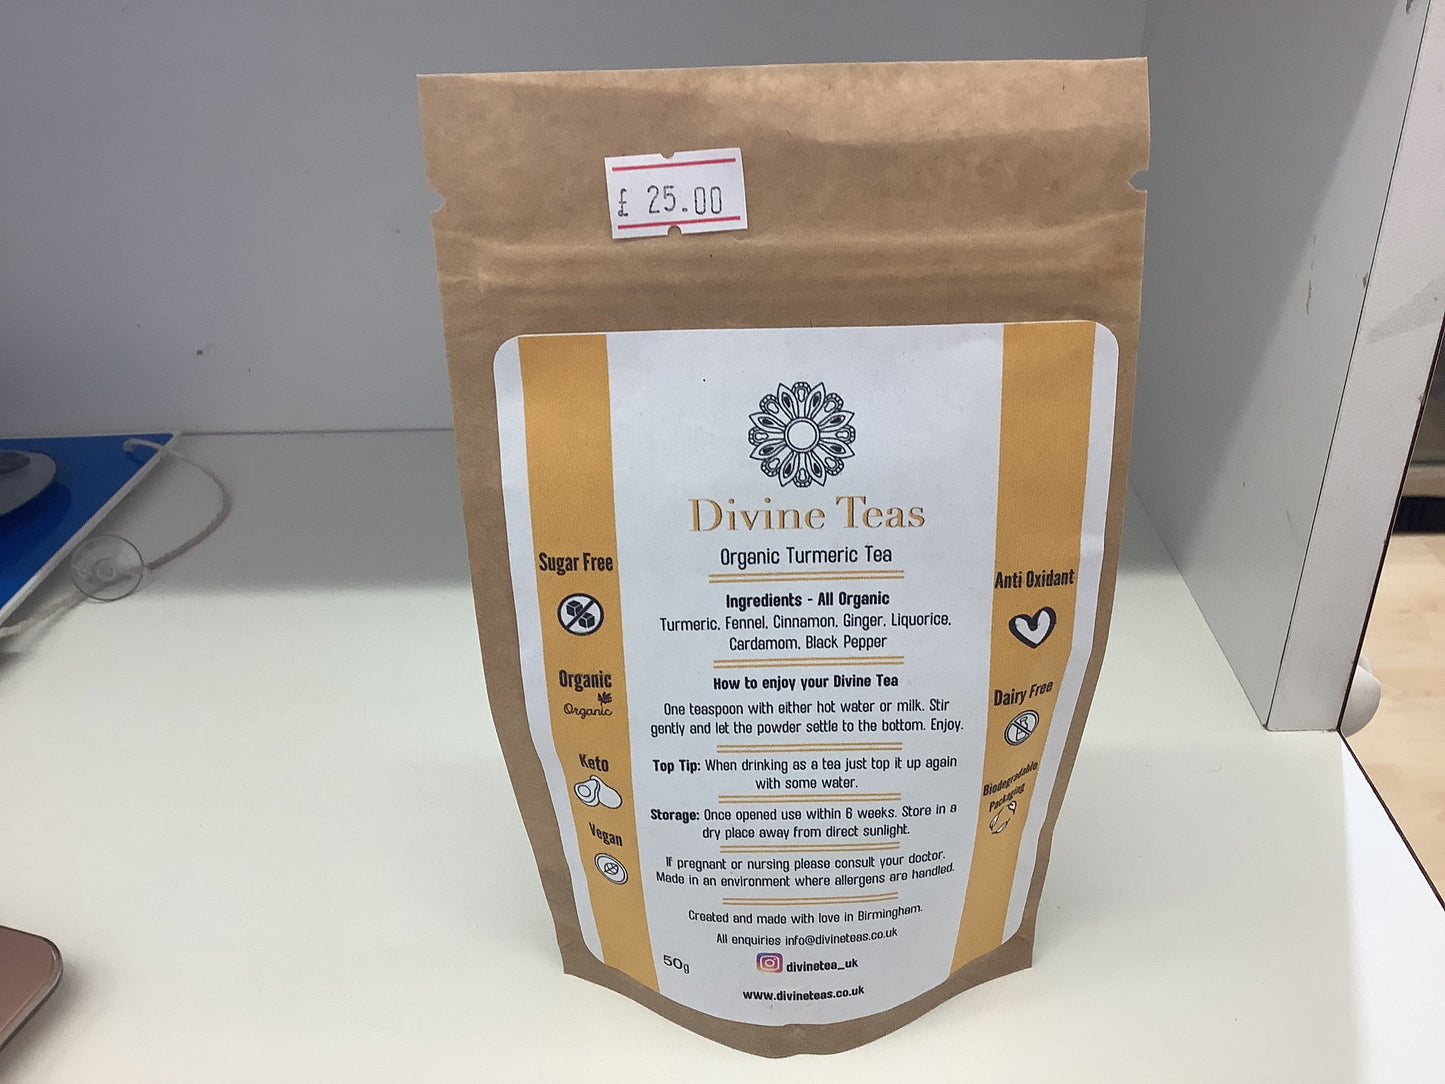 £ 25.00
Divine Teas
Organic Turmeric Tea
Ingredients - All Organic
Turmeric, Fennel, Cinnamon, Ginger, Liquorice,
Cardamom, Black Pepper
How to enjoy your Divine Tea
One teaspoon with either hot water or milk. Stir
gently and let the powder settle to the bottom. Enjoy.
Top Tip: When drinking as a tea just top it up again
with some water.
Storage: Once opened use within 6 weeks. Store in a
dry place away from direct sunlight.
If pregnant or nursing please consult your doctor.
Made in an environment where allergens are handled.
Created and made with love in Birmingham.
All enquiries info@divineteas.co.uk
divinetea_uk
www.divineteas.co.uk
50g
Sugar Free
Organic
Organic
Keto
Vegan
Anti Oxidant
Dairy Free
Biodegradable
Packaging